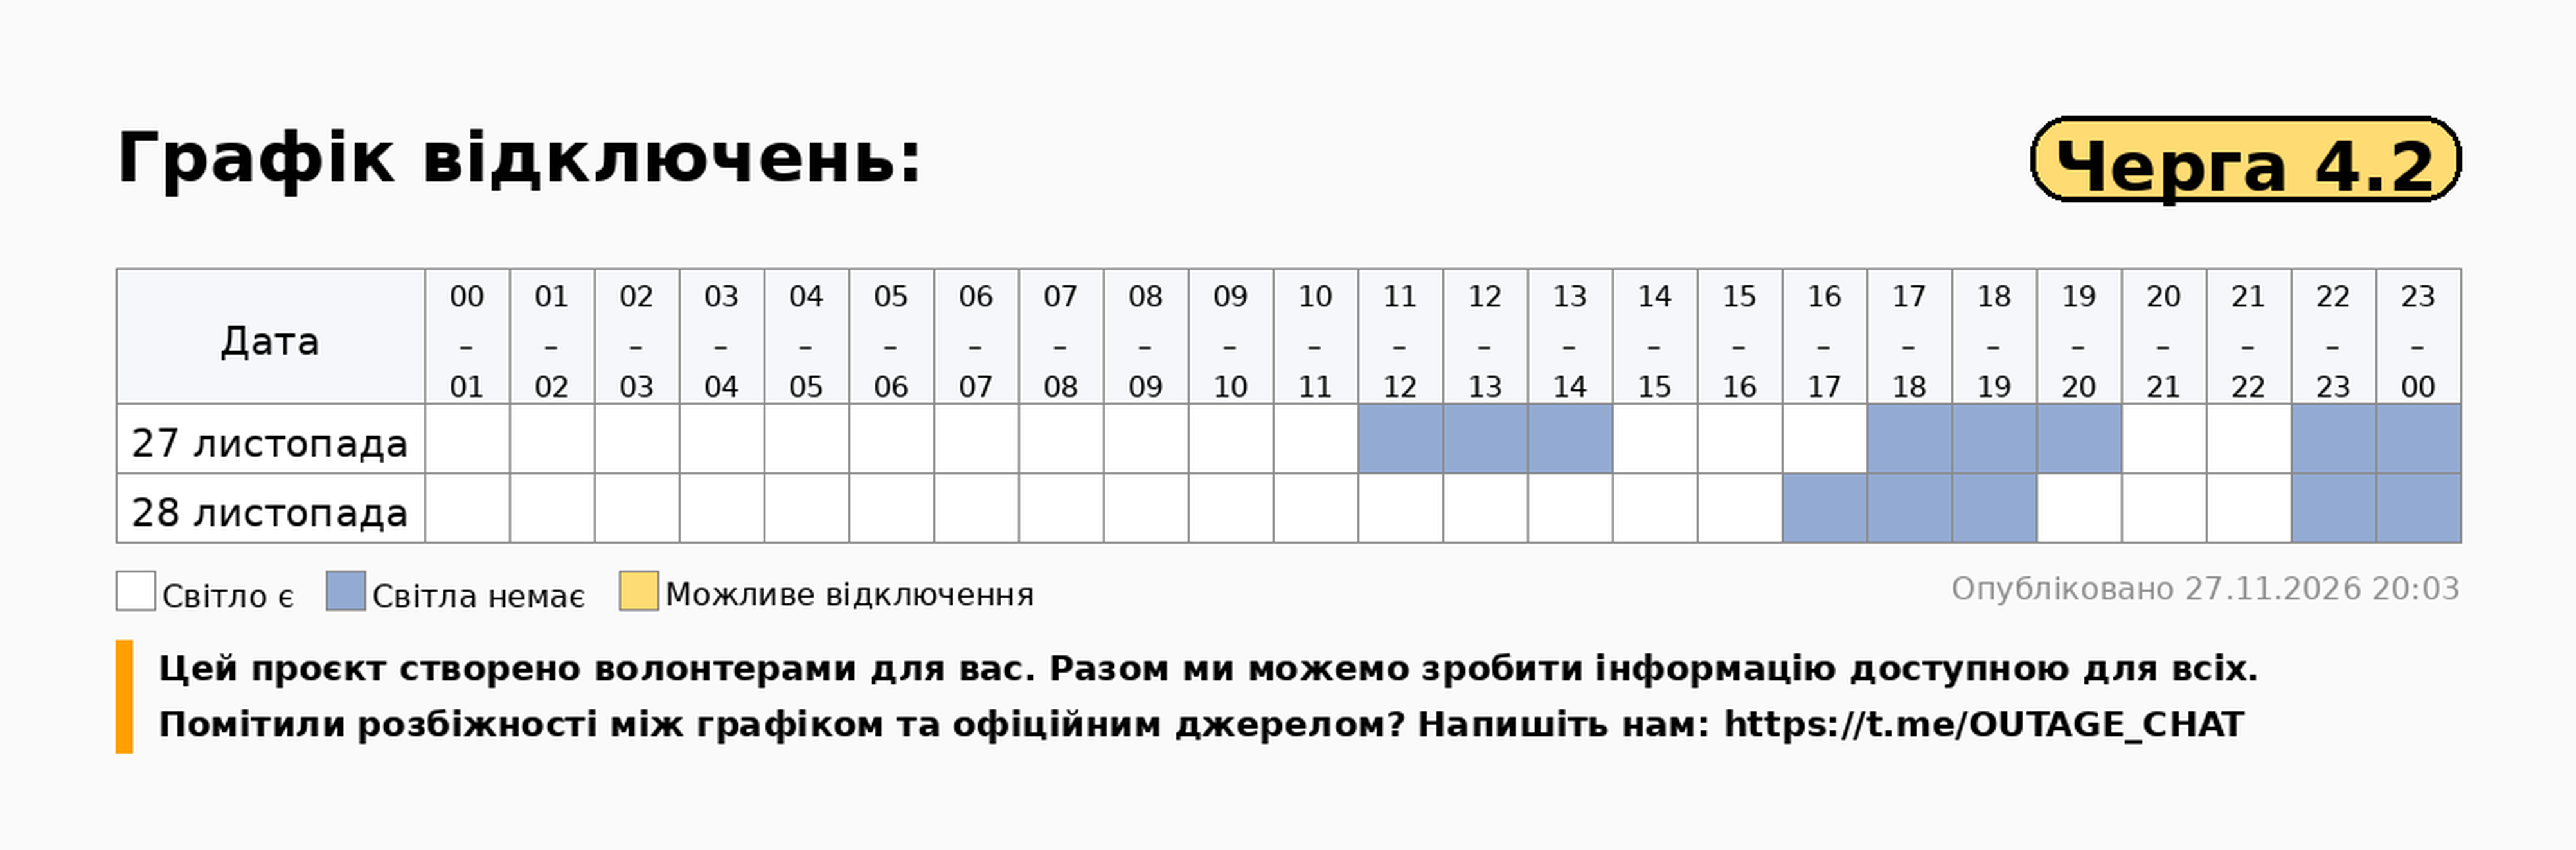 Графік відключень:
Черга 4.2
Дата 00 – 01 01 – 02 02 – 03 03 – 04 04 – 05 05 – 06 06 – 07 07 – 08 08 – 09 09 – 10 10 – 11 11 – 12 12 – 13 13 – 14 14 – 15 15 – 16 16 – 17 17 – 18 18 – 19 19 – 20 20 – 21 21 – 22 22 – 23 23 – 00
27 листопада
28 листопада
Світло є Світла немає Можливе відключення
Опубліковано 27.11.2026 20:03
Цей проєкт створено волонтерами для вас. Разом ми можемо зробити інформацію доступною для всіх.
Помітили розбіжності між графіком та офіційним джерелом? Напишіть нам: https://t.me/OUTAGE_CHAT